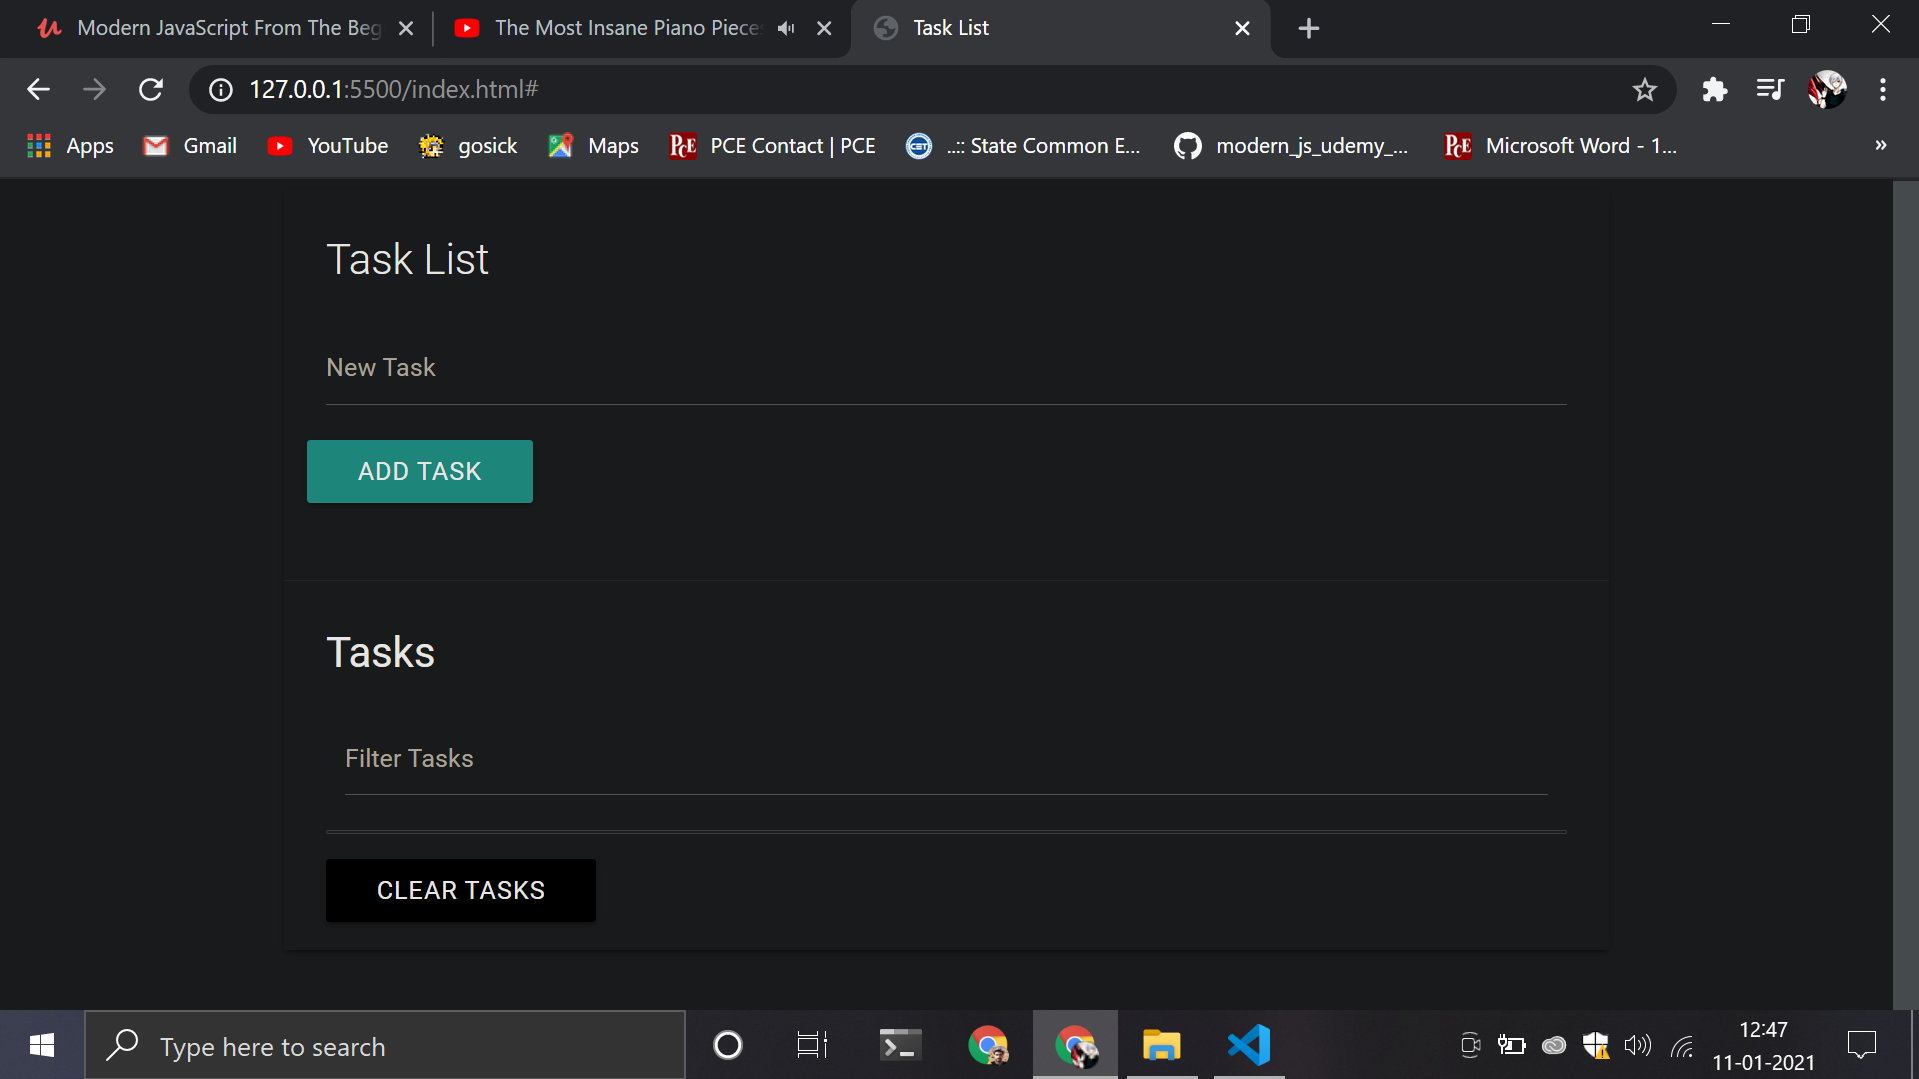 Modern JavaScript From The Beg
The Most Insane Piano Pieces
Task List
127.0.0.1:5500/index.html#
Apps
Gmail
YouTube
gosick
Maps
PCE Contact | PCE
..:: State Common E...
modern_js_udemy_...
Microsoft Word - 1...
»
Task List
New Task
ADD TASK
Tasks
Filter Tasks
CLEAR TASKS
Type here to search
12:47
11-01-2021